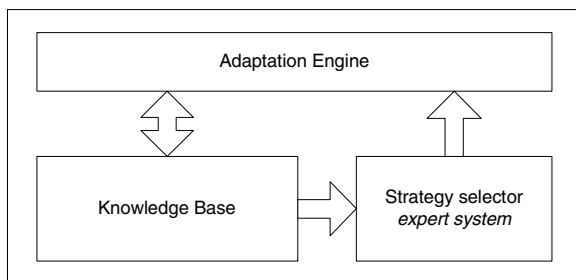 Adaptation Engine
Knowledge Base
Strategy selector
expert system